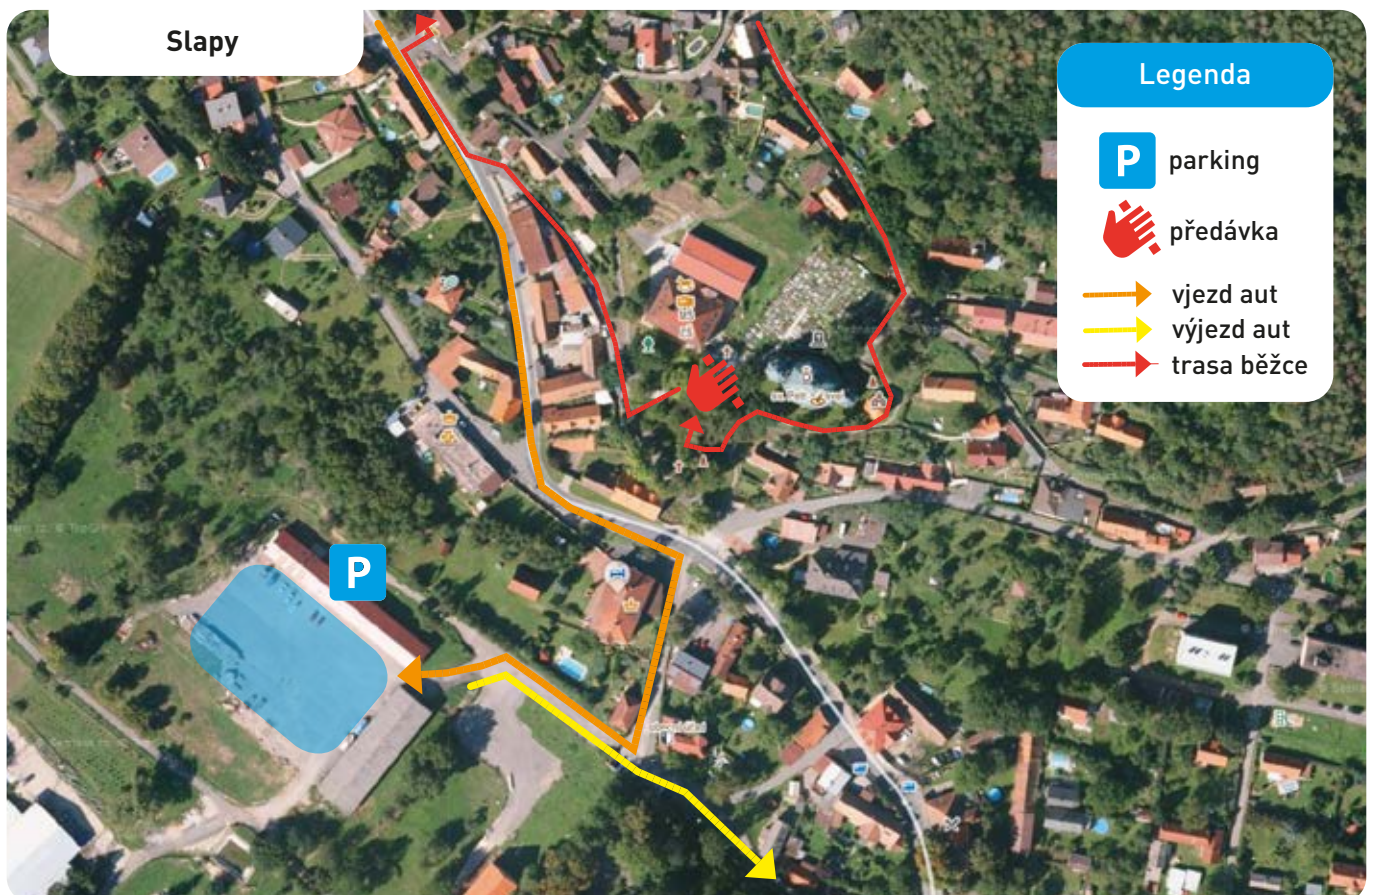 Slapy
Legenda
P parking
předávka
vjezd aut
výjezd aut
trasa běžce
P